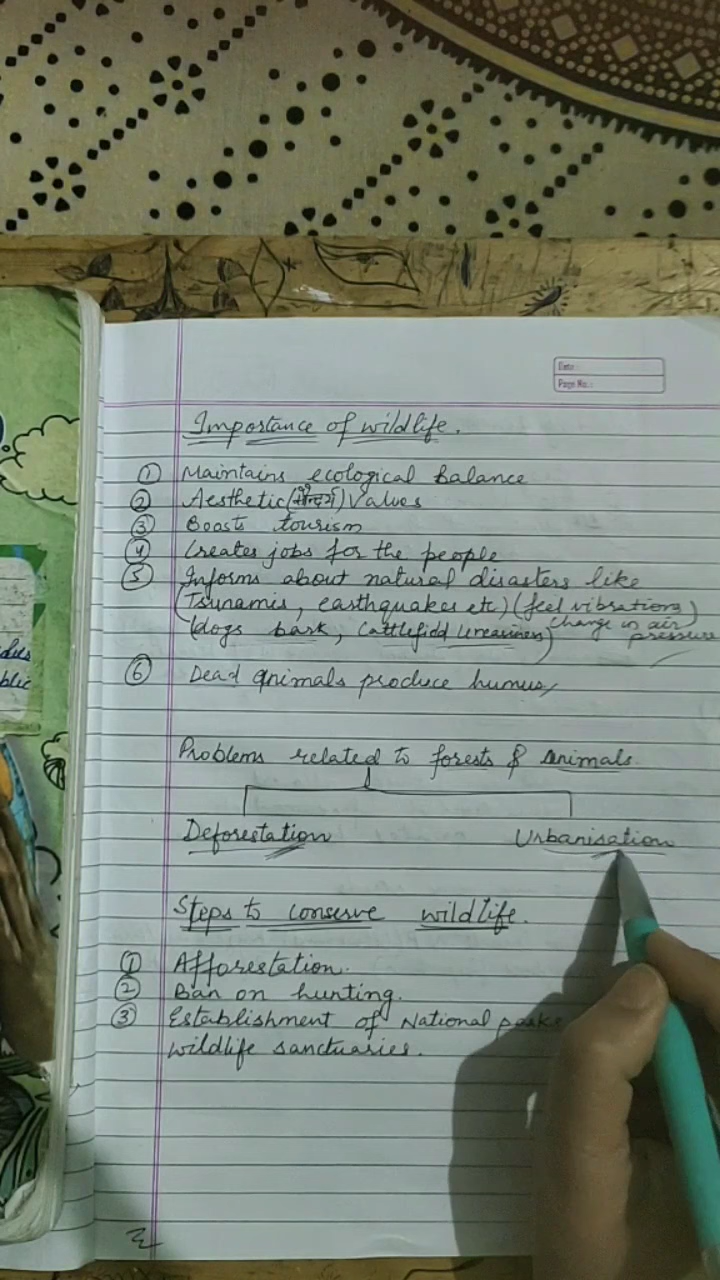 Date :
Page No. :
Importance of wildlife.
① Maintains ecological balance
② Aesthetic (सौन्दर्य) Values
③ Boosts tourism
④ Creates jobs for the people
⑤ Informs about natural disasters like
(Tsunamis, earthquakes etc) (feel vibrations)
(dogs bark, Cattlefield Uneasiness) change in air pressure
⑥ Dead animals produce humus
Problems related to forests & animals.
Deforestation Urbanisation
Steps to conserve wildlife.
① Afforestation.
② Ban on hunting.
③ Establishment of National parks
wildlife sanctuaries.